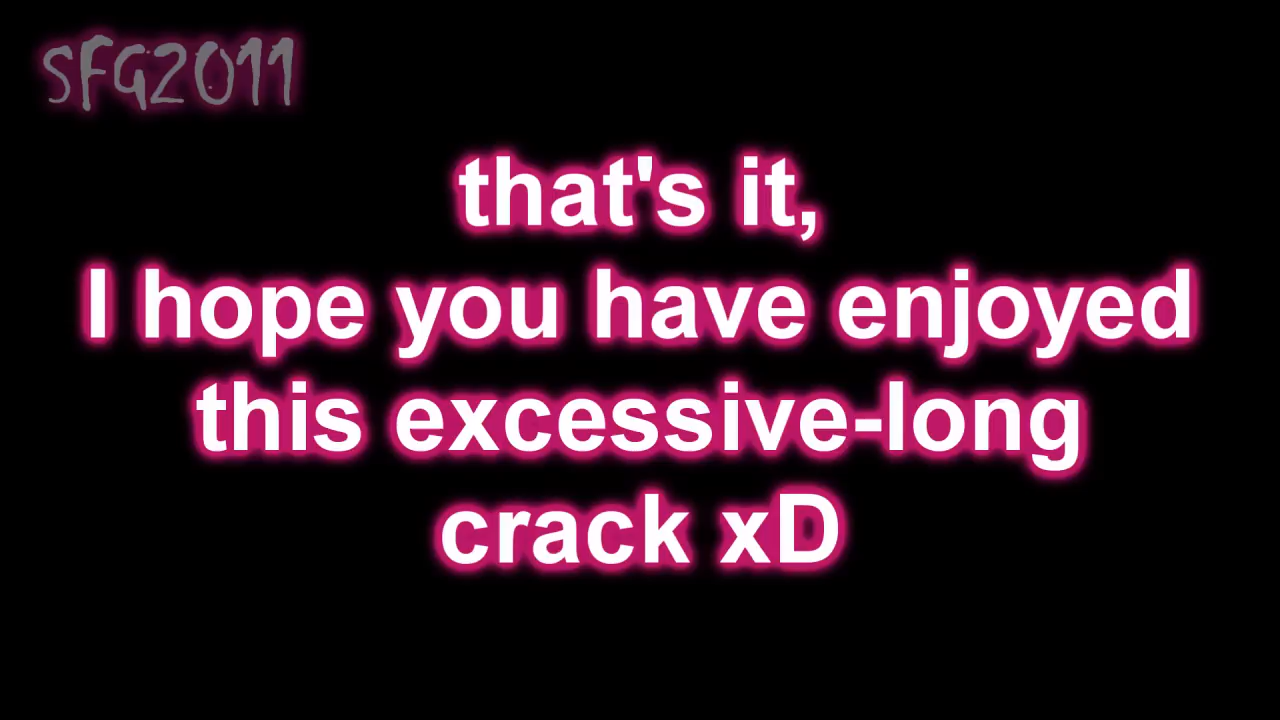 SFG2011
that's it,
I hope you have enjoyed
this excessive-long
crack xD